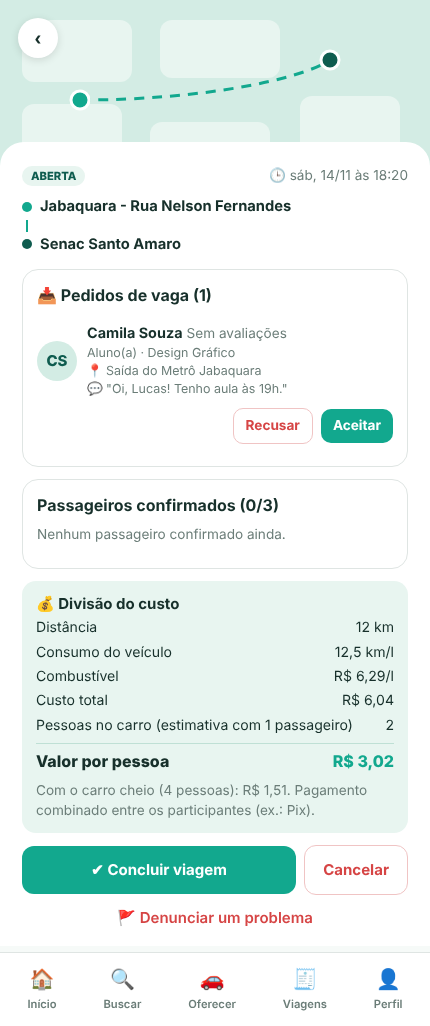 ‹
ABERTA
🕒 sáb, 14/11 às 18:20
Jabaquara - Rua Nelson Fernandes
Senac Santo Amaro
📥 Pedidos de vaga (1)
CS
Camila Souza Sem avaliações
Aluno(a) · Design Gráfico
📍 Saída do Metrô Jabaquara
💬 "Oi, Lucas! Tenho aula às 19h."
Recusar
Aceitar
Passageiros confirmados (0/3)
Nenhum passageiro confirmado ainda.
💰 Divisão do custo
Distância 12 km
Consumo do veículo 12,5 km/l
Combustível R$ 6,29/l
Custo total R$ 6,04
Pessoas no carro (estimativa com 1 passageiro) 2
Valor por pessoa R$ 3,02
Com o carro cheio (4 pessoas): R$ 1,51. Pagamento
combinado entre os participantes (ex.: Pix).
✔ Concluir viagem
Cancelar
🚩 Denunciar um problema
Início
Buscar
Oferecer
Viagens
Perfil